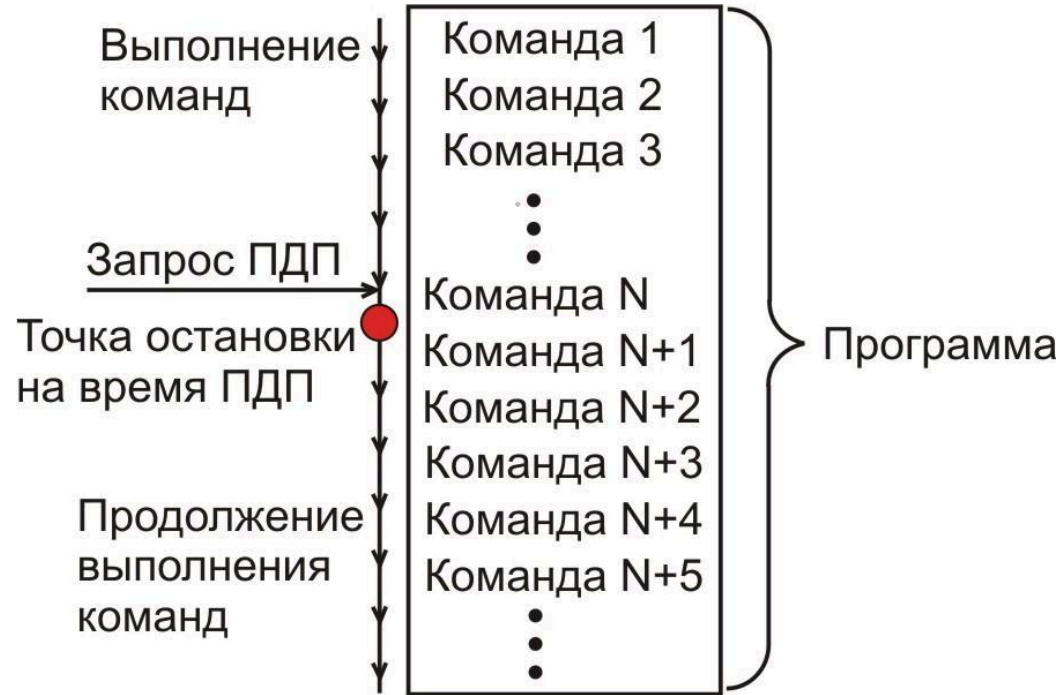 Выполнение
команд
Запрос ПДП
Точка остановки
на время ПДП
Продолжение
выполнения
команд
Команда 1
Команда 2
Команда 3
Команда N
Команда N+1
Команда N+2
Команда N+3
Команда N+4
Команда N+5
Программа